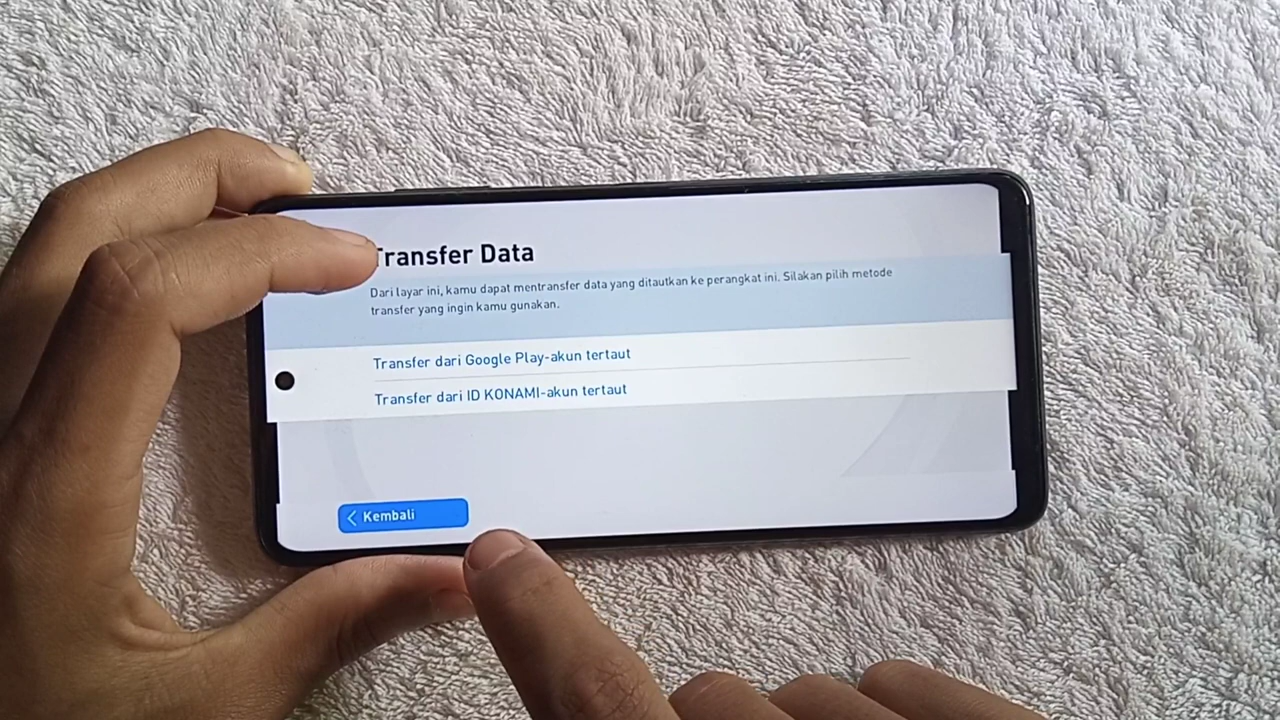 Transfer Data
Dari layar ini, kamu dapat mentransfer data yang ditautkan ke perangkat ini. Silakan pilih metode
transfer yang ingin kamu gunakan.
Transfer dari Google Play-akun tertaut
Transfer dari ID KONAMI-akun tertaut
Kembali